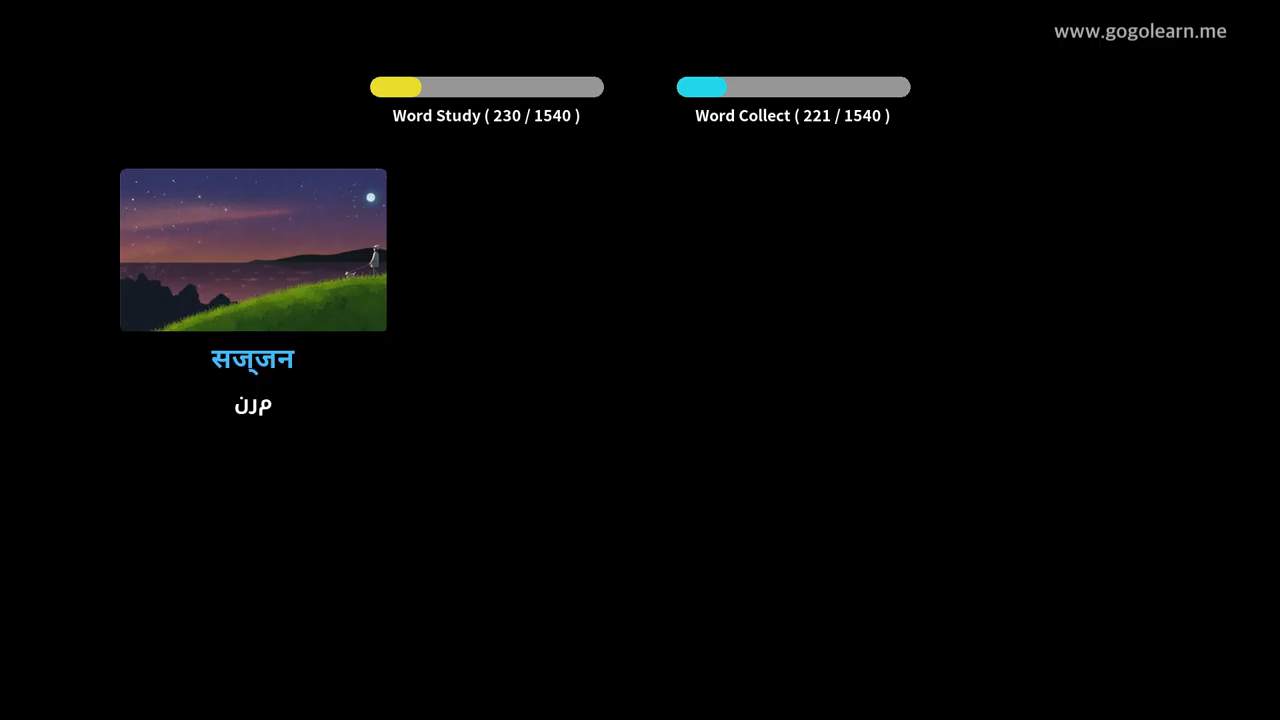 www.gogolearn.me
Word Study ( 230 / 1540 )
Word Collect ( 221 / 1540 )
सज्‌जन
مرن